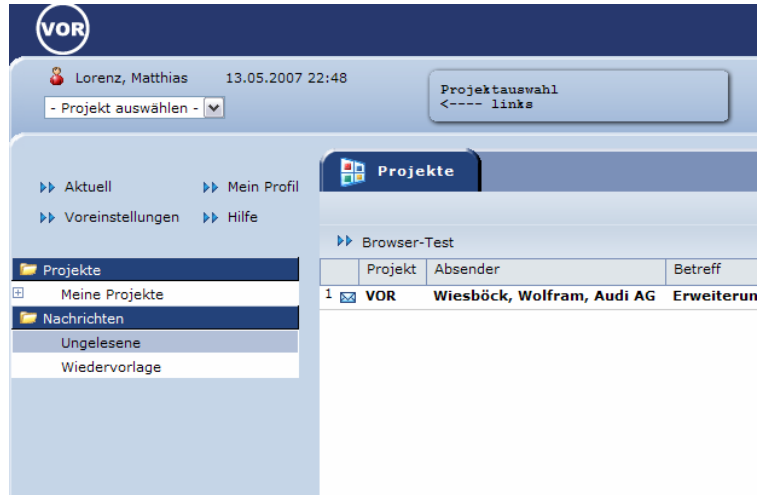 VOR
Lorenz, Matthias 13.05.2007 22:48
- Projekt auswählen -
Projektauswahl
<---- links
Aktuell Mein Profil
Voreinstellungen Hilfe
Projekte
Meine Projekte
Nachrichten
Ungelesene
Wiedervorlage
Projekte
Browser-Test
Projekt Absender Betreff
1 VOR Wiesböck, Wolfram, Audi AG Erweiterun